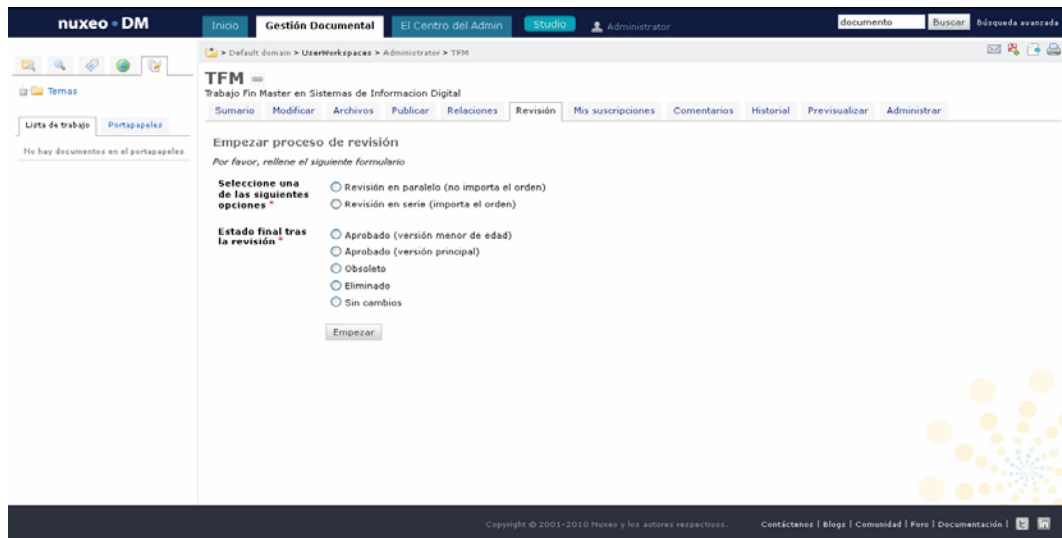 nuxeo • DM
Inicio Gestión Documental El Centro del Admin Studio Administrator documento Buscar Búsqueda avanzada
> Default domain > UserWorkspaces > Administrator > TFM
TFM
Trabajo Fin Master en Sistemas de Informacion Digital
Temas
Sumario Modificar Archivos Publicar Relaciones Revisión Mis suscripciones Comentarios Historial Previsualizar Administrar
Lista de trabajo Portapapeles
No hay documentos en el portapapeles
Empezar proceso de revisión
Por favor, rellene el siguiente formulario
Seleccione una
de las siguientes
opciones *
Revisión en paralelo (no importa el orden)
Revisión en serie (importa el orden)
Estado final tras
la revisión *
Aprobado (versión menor de edad)
Aprobado (versión principal)
Obsoleto
Eliminado
Sin cambios
Empezar
Copyright © 2001-2010 Nuxeo y los autores respectivos. Contáctenos | Blogs | Comunidad | Foro | Documentación |